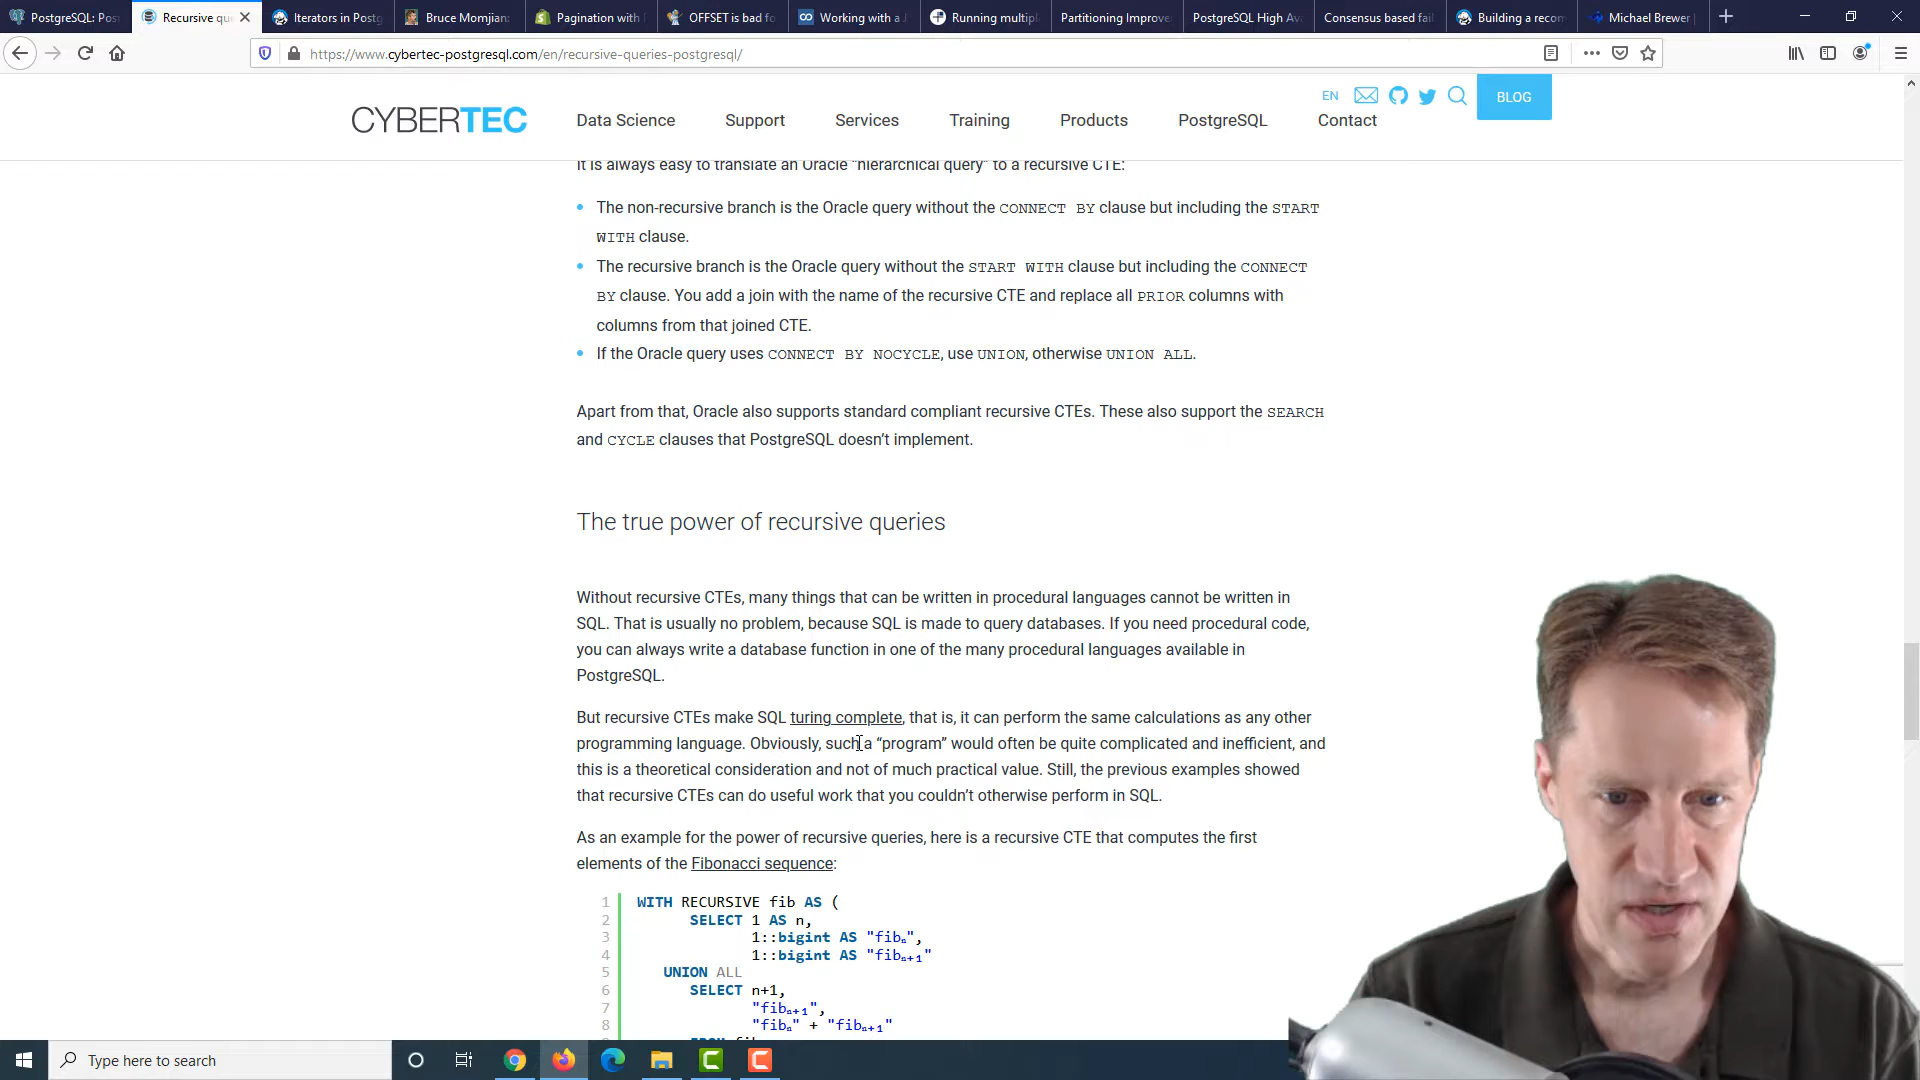 PostgreSQL: Pos
Recursive qu
Iterators in Postg
Bruce Momjian:
Pagination with
OFFSET is bad fo
Working with a J
Running multipl
Partitioning Improve
PostgreSQL High Av
Consensus based fail
Building a recom
Michael Brewer
https://www.cybertec-postgresql.com/en/recursive-queries-postgresql/
EN
BLOG
CYBERTEC
Data Science
Support
Services
Training
Products
PostgreSQL
Contact
It is always easy to translate an Oracle "hierarchical query" to a recursive CTE:
The non-recursive branch is the Oracle query without the CONNECT BY clause but including the START
WITH clause.
The recursive branch is the Oracle query without the START WITH clause but including the CONNECT
BY clause. You add a join with the name of the recursive CTE and replace all PRIOR columns with
columns from that joined CTE.
If the Oracle query uses CONNECT BY NOCYCLE, use UNION, otherwise UNION ALL.
Apart from that, Oracle also supports standard compliant recursive CTEs. These also support the SEARCH
and CYCLE clauses that PostgreSQL doesn't implement.
The true power of recursive queries
Without recursive CTEs, many things that can be written in procedural languages cannot be written in
SQL. That is usually no problem, because SQL is made to query databases. If you need procedural code,
you can always write a database function in one of the many procedural languages available in
PostgreSQL.
But recursive CTEs make SQL turing complete, that is, it can perform the same calculations as any other
programming language. Obviously, such a “program” would often be quite complicated and inefficient, and
this is a theoretical consideration and not of much practical value. Still, the previous examples showed
that recursive CTEs can do useful work that you couldn't otherwise perform in SQL.
As an example for the power of recursive queries, here is a recursive CTE that computes the first
elements of the Fibonacci sequence:
1 WITH RECURSIVE fib AS (
2 SELECT 1 AS n,
3 1::bigint AS "fibₙ",
4 1::bigint AS "fibₙ₊₁"
5 UNION ALL
6 SELECT n+1,
7 "fibₙ₊₁",
8 "fibₙ" + "fibₙ₊₁"
Type here to search